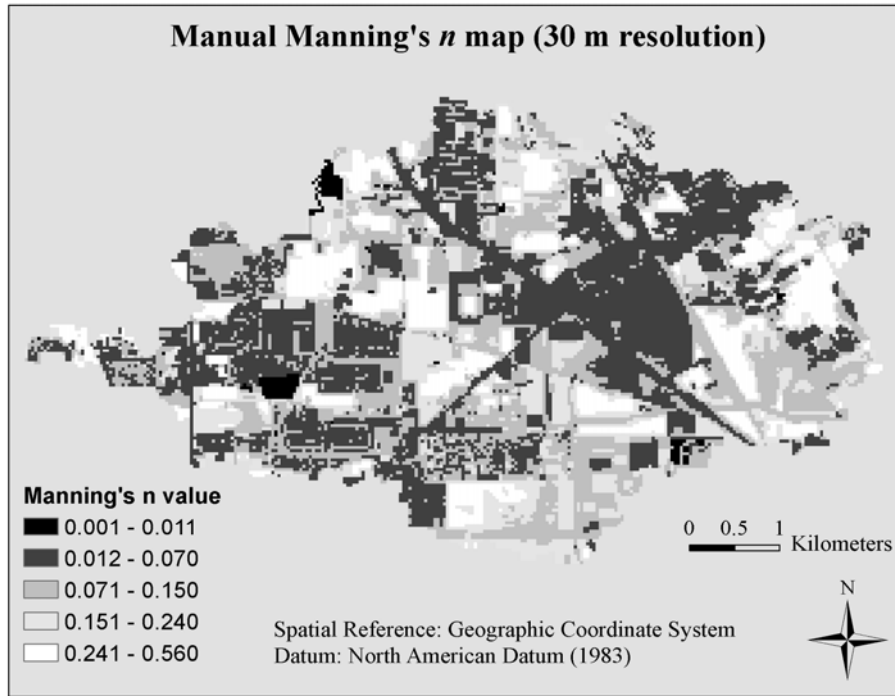 Manual Manning's n map (30 m resolution)
Manning's n value
0.001 - 0.011
0.012 - 0.070
0.071 - 0.150
0.151 - 0.240
0.241 - 0.560
0 0.5 1
Kilometers
Spatial Reference: Geographic Coordinate System
Datum: North American Datum (1983)
N